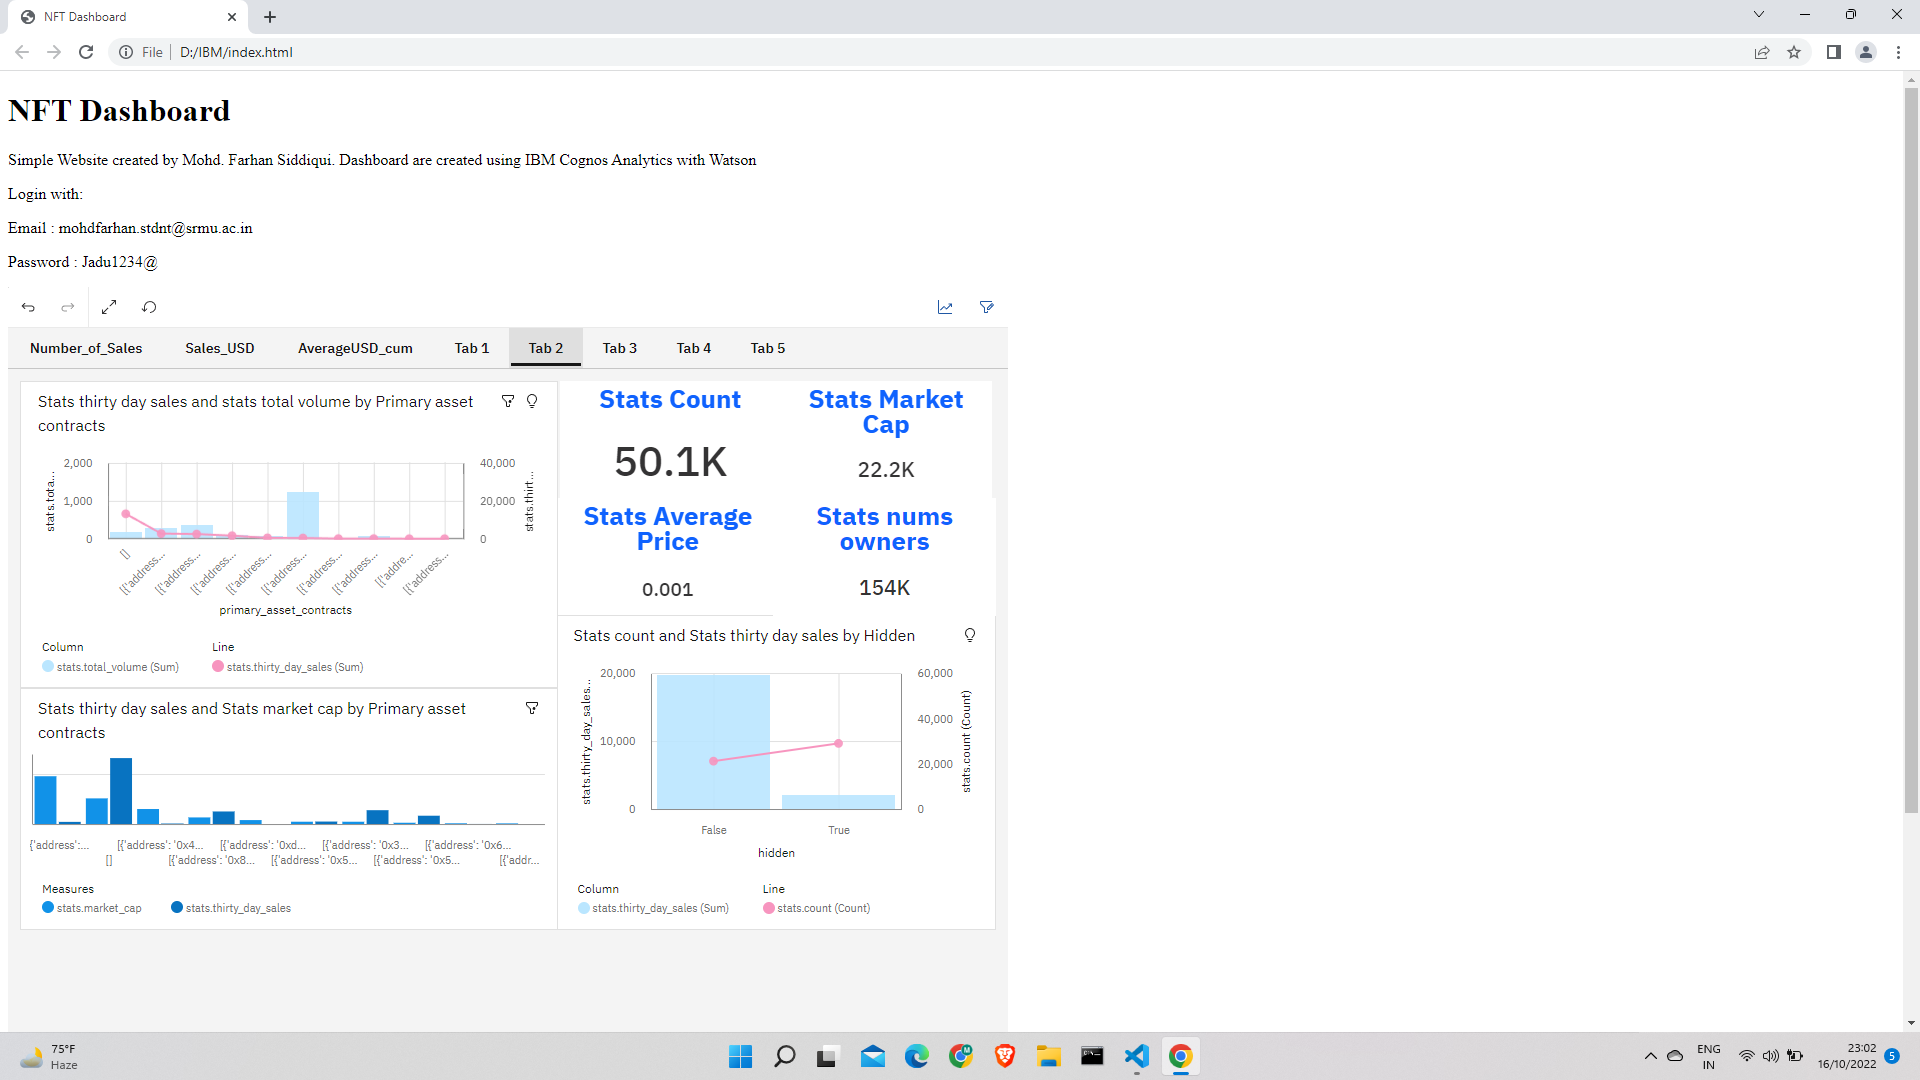 NFT Dashboard
File
D:/IBM/index.html
NFT Dashboard
Simple Website created by Mohd. Farhan Siddiqui. Dashboard are created using IBM Cognos Analytics with Watson
Login with:
Email : mohdfarhan.stdnt@srmu.ac.in
Password : Jadu1234@
Number_of_Sales Sales_USD AverageUSD_cum Tab 1 Tab 2 Tab 3 Tab 4 Tab 5
Stats thirty day sales and stats total volume by Primary asset
contracts
stats.tota...
2,000
1,000
0
40,000
20,000
0
stats.thirt...
[] [{'address... [{'address... [{'address... [{'address... [{'address... [{'address... [{'address... [{'addre... [{'address...
primary_asset_contracts
Column
stats.total_volume (Sum)
Line
stats.thirty_day_sales (Sum)
Stats Count
50.1K
Stats Market
Cap
22.2K
Stats Average
Price
0.001
Stats nums
owners
154K
Stats thirty day sales and Stats market cap by Primary asset
contracts
{'address':... [{'address': '0x4... [{'address': '0xd... [{'address': '0x3... [{'address': '0x6...
[] [{'address': '0x8... [{'address': '0x5... [{'address': '0x5... [{'addr...
Measures
stats.market_cap stats.thirty_day_sales
Stats count and Stats thirty day sales by Hidden
stats.thirty_day_sales...
20,000
10,000
0
60,000
40,000
20,000
0
stats.count (Count)
False True
hidden
Column
stats.thirty_day_sales (Sum)
Line
stats.count (Count)
75°F
Haze
ENG
IN
23:02
16/10/2022
5